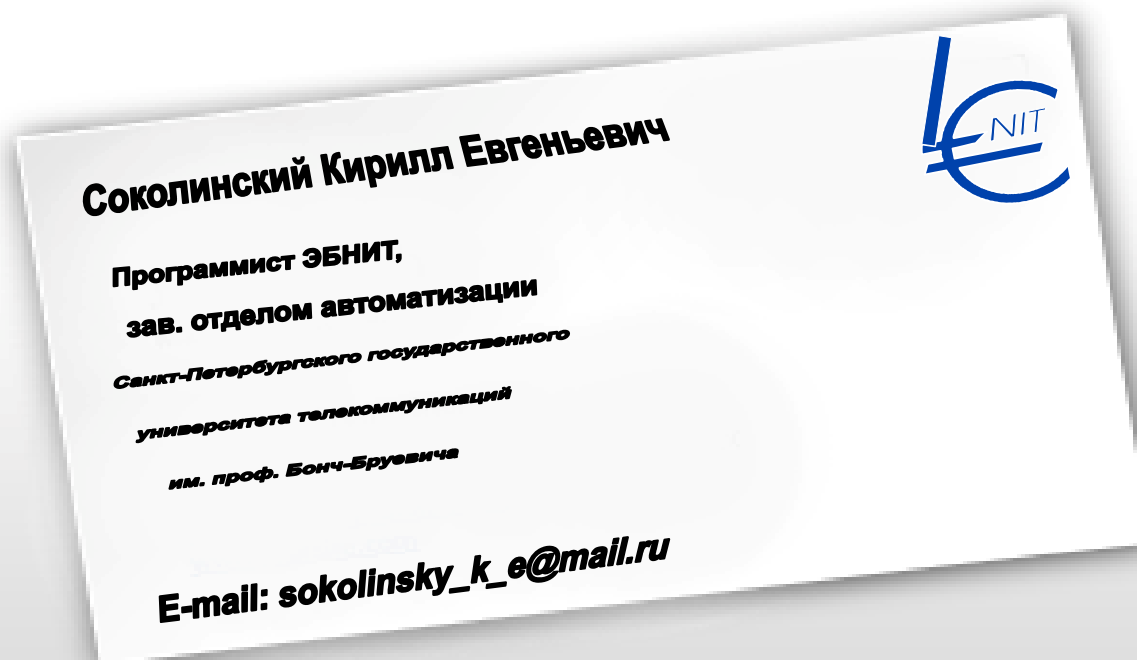 Соколинский Кирилл Евгеньевич
NIT
Программист ЭБНИТ,
зав. отделом автоматизации
Санкт-Петербургского государственного
университета телекоммуникаций
им. проф. Бонч-Бруевича
E-mail: sokolinsky_k_e@mail.ru